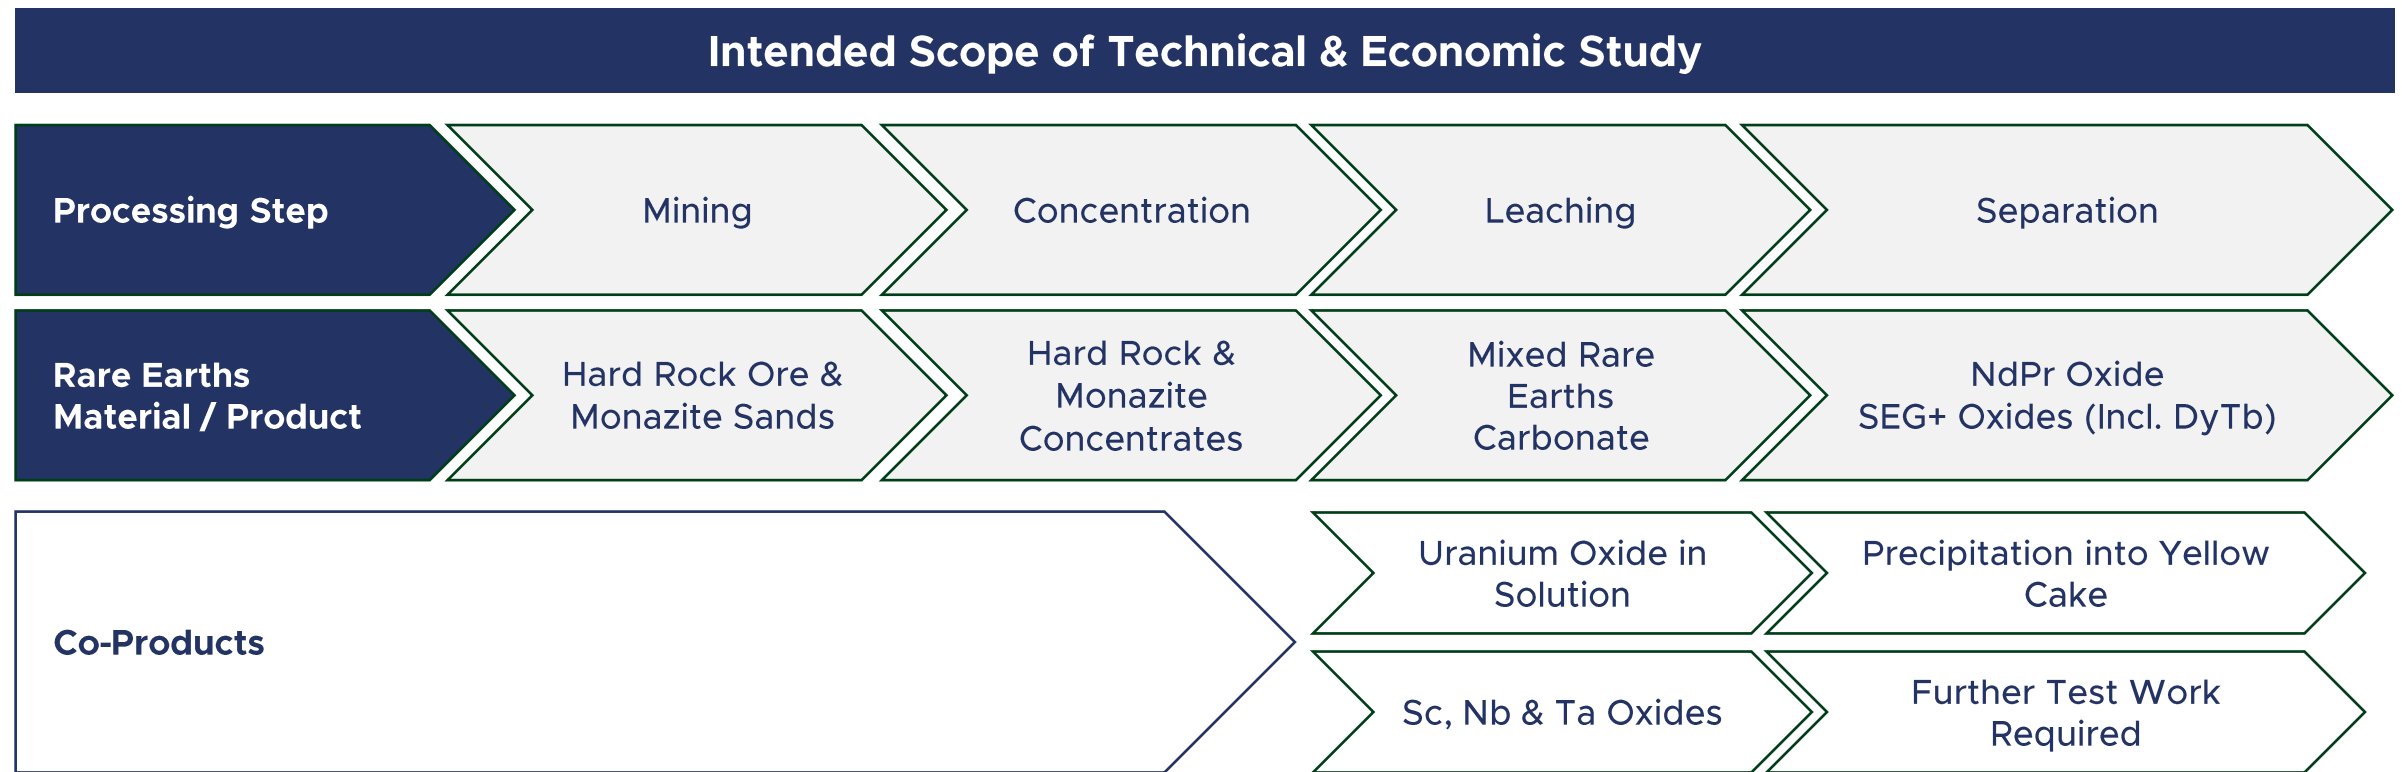 Intended Scope of Technical & Economic Study
Processing Step
Mining
Concentration
Leaching
Separation
Rare Earths
Material / Product
Hard Rock Ore &
Monazite Sands
Hard Rock &
Monazite
Concentrates
Mixed Rare
Earths
Carbonate
NdPr Oxide
SEG+ Oxides (Incl. DyTb)
Co-Products
Uranium Oxide in
Solution
Precipitation into Yellow
Cake
Sc, Nb & Ta Oxides
Further Test Work
Required